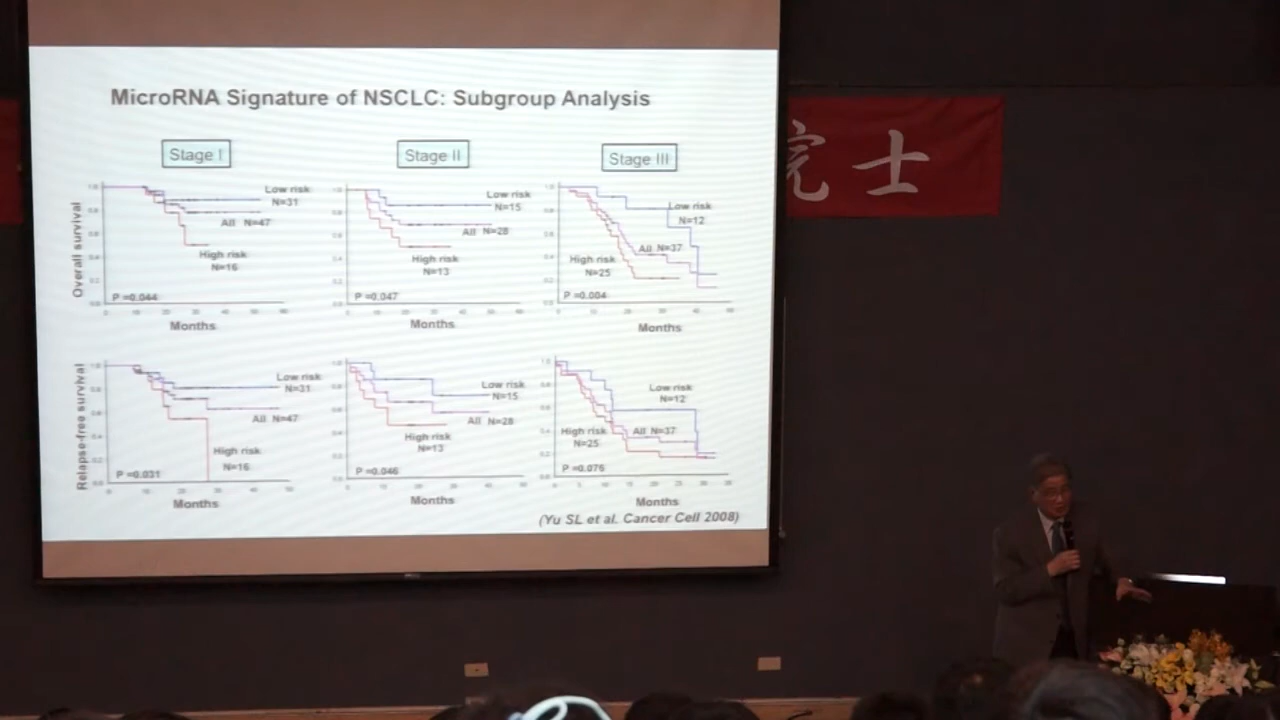 MicroRNA Signature of NSCLC: Subgroup Analysis
Stage I
Stage II
Stage III
Overall survival
Low risk
N=31
All N=47
High risk
N=16
P =0.044
Months
Low risk
N=15
All N=28
High risk
N=13
P =0.047
Months
Low risk
N=12
All N=37
High risk
N=25
P =0.004
Months
Relapse-free survival
Low risk
N=31
All N=47
High risk
N=16
P =0.031
Months
Low risk
N=15
All N=28
High risk
N=13
P =0.046
Months
Low risk
N=12
All N=37
High risk
N=25
P =0.076
Months
(Yu SL et al. Cancer Cell 2008)
院士